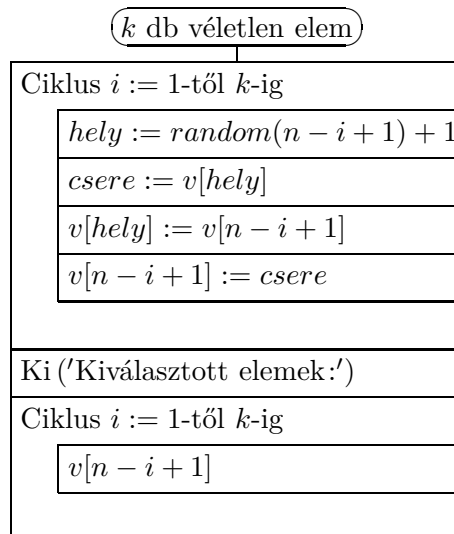 k db véletlen elem
Ciklus i := 1-től k-ig
hely := random(n − i + 1) + 1
csere := v[hely]
v[hely] := v[n − i + 1]
v[n − i + 1] := csere
Ki ('Kiválasztott elemek:')
Ciklus i := 1-től k-ig
v[n − i + 1]